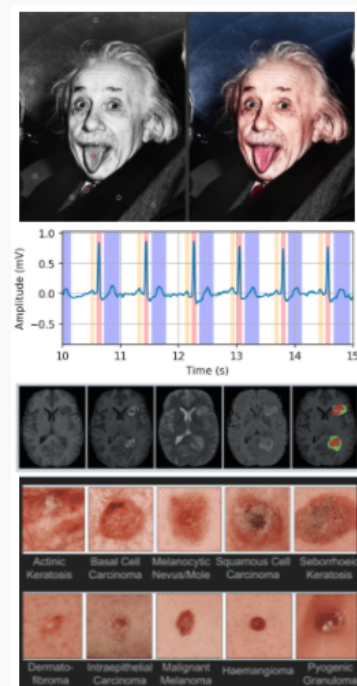 1.0
0.5
0.0
−0.5
Amplitude (mV)
10 11 12 13 14 15
Time (s)
Actinic Keratosis
Basal Cell Carcinoma
Melanocytic Nevus/Mole
Squamous Cell Carcinoma
Seborrhoeic Keratosis
Dermato-fibroma
Intraepithelial Carcinoma
Malignant Melanoma
Haemangioma
Pyogenic Granuloma